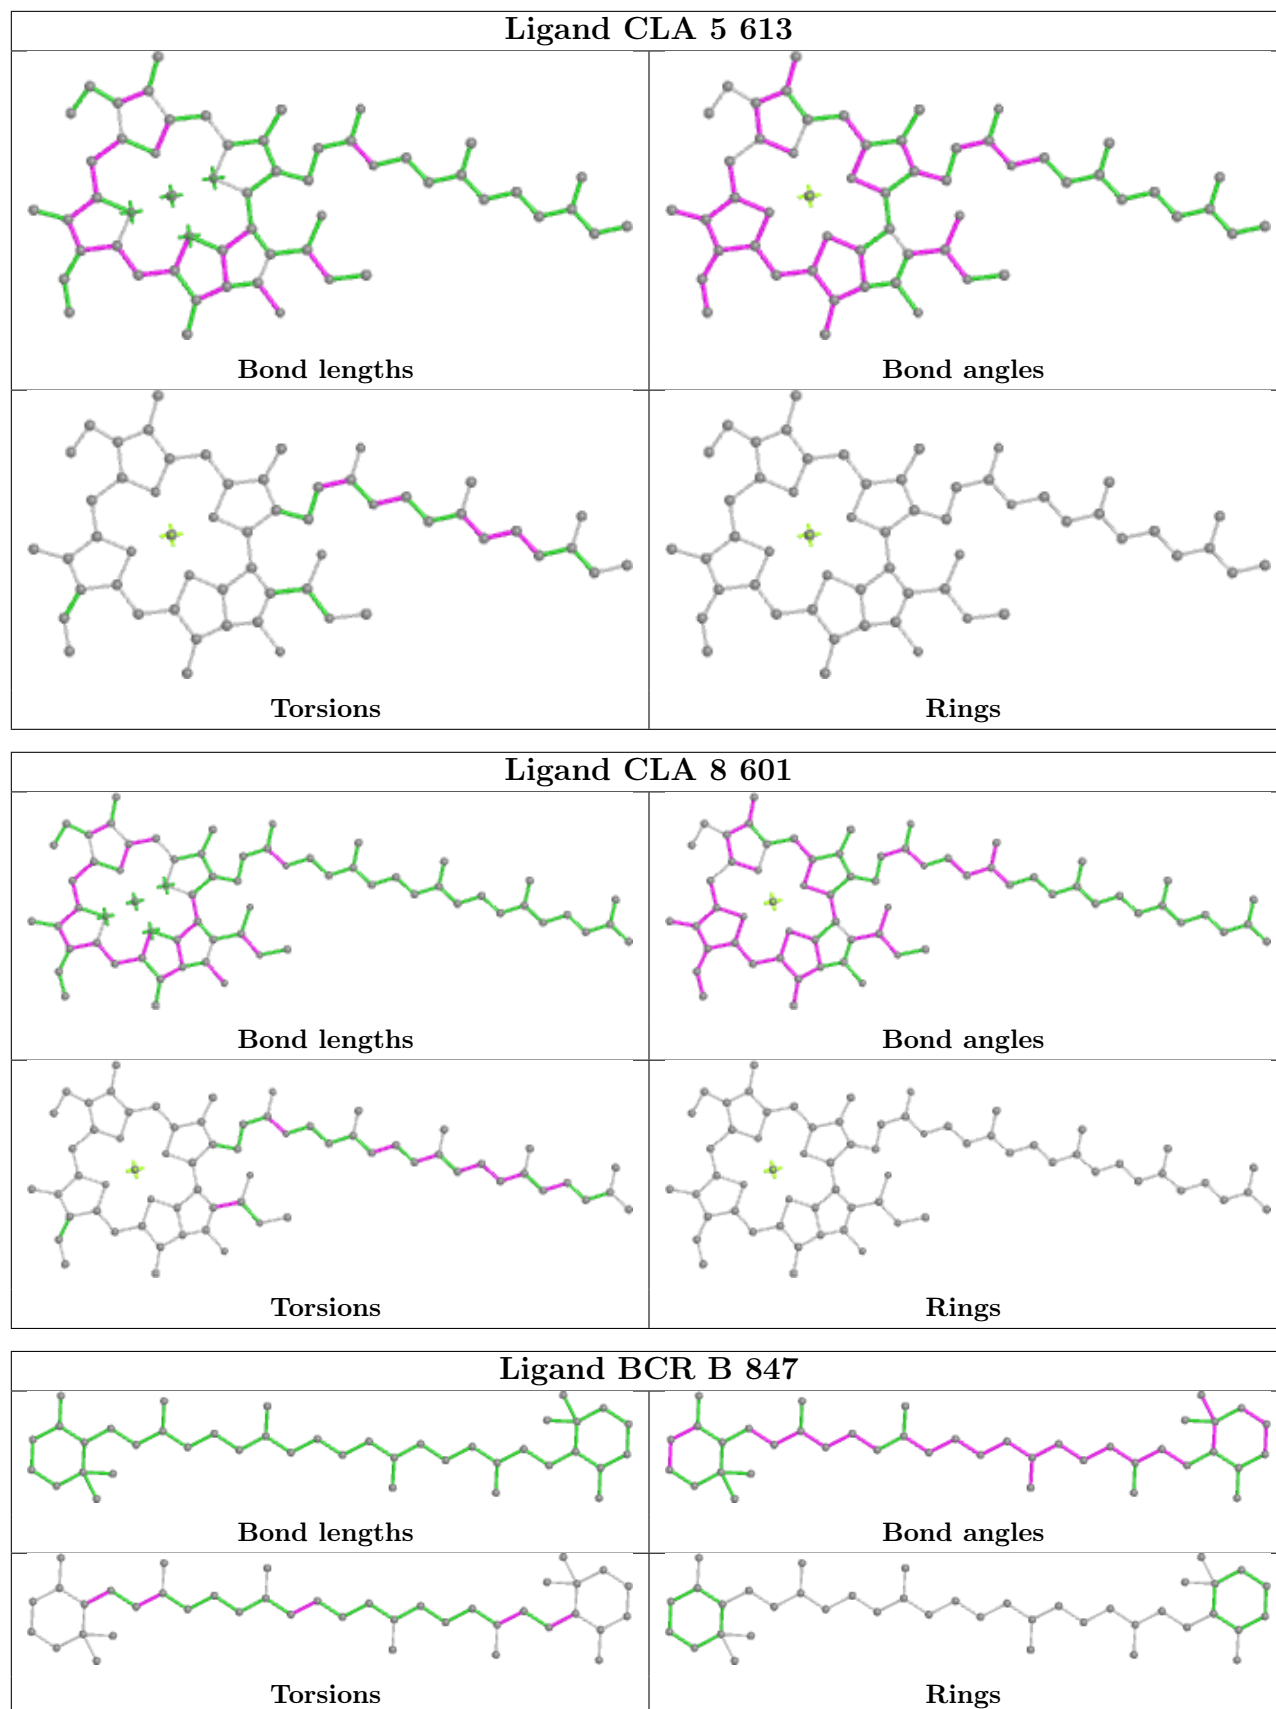 Ligand CLA 5 613
Bond lengths
Bond angles
Torsions
Rings
Ligand CLA 8 601
Bond lengths
Bond angles
Torsions
Rings
Ligand BCR B 847
Bond lengths
Bond angles
Torsions
Rings